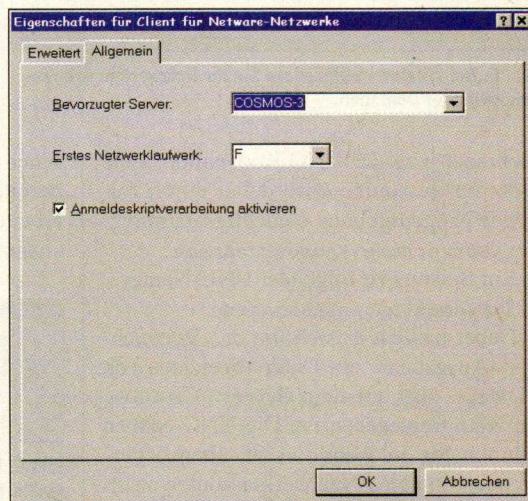 Eigenschaften für Client für Netware-Netzwerke
Erweitert Allgemein
Bevorzugter Server: COSMOS-3
Erstes Netzwerklaufwerk: F
Anmeldeskriptverarbeitung aktivieren
OK Abbrechen